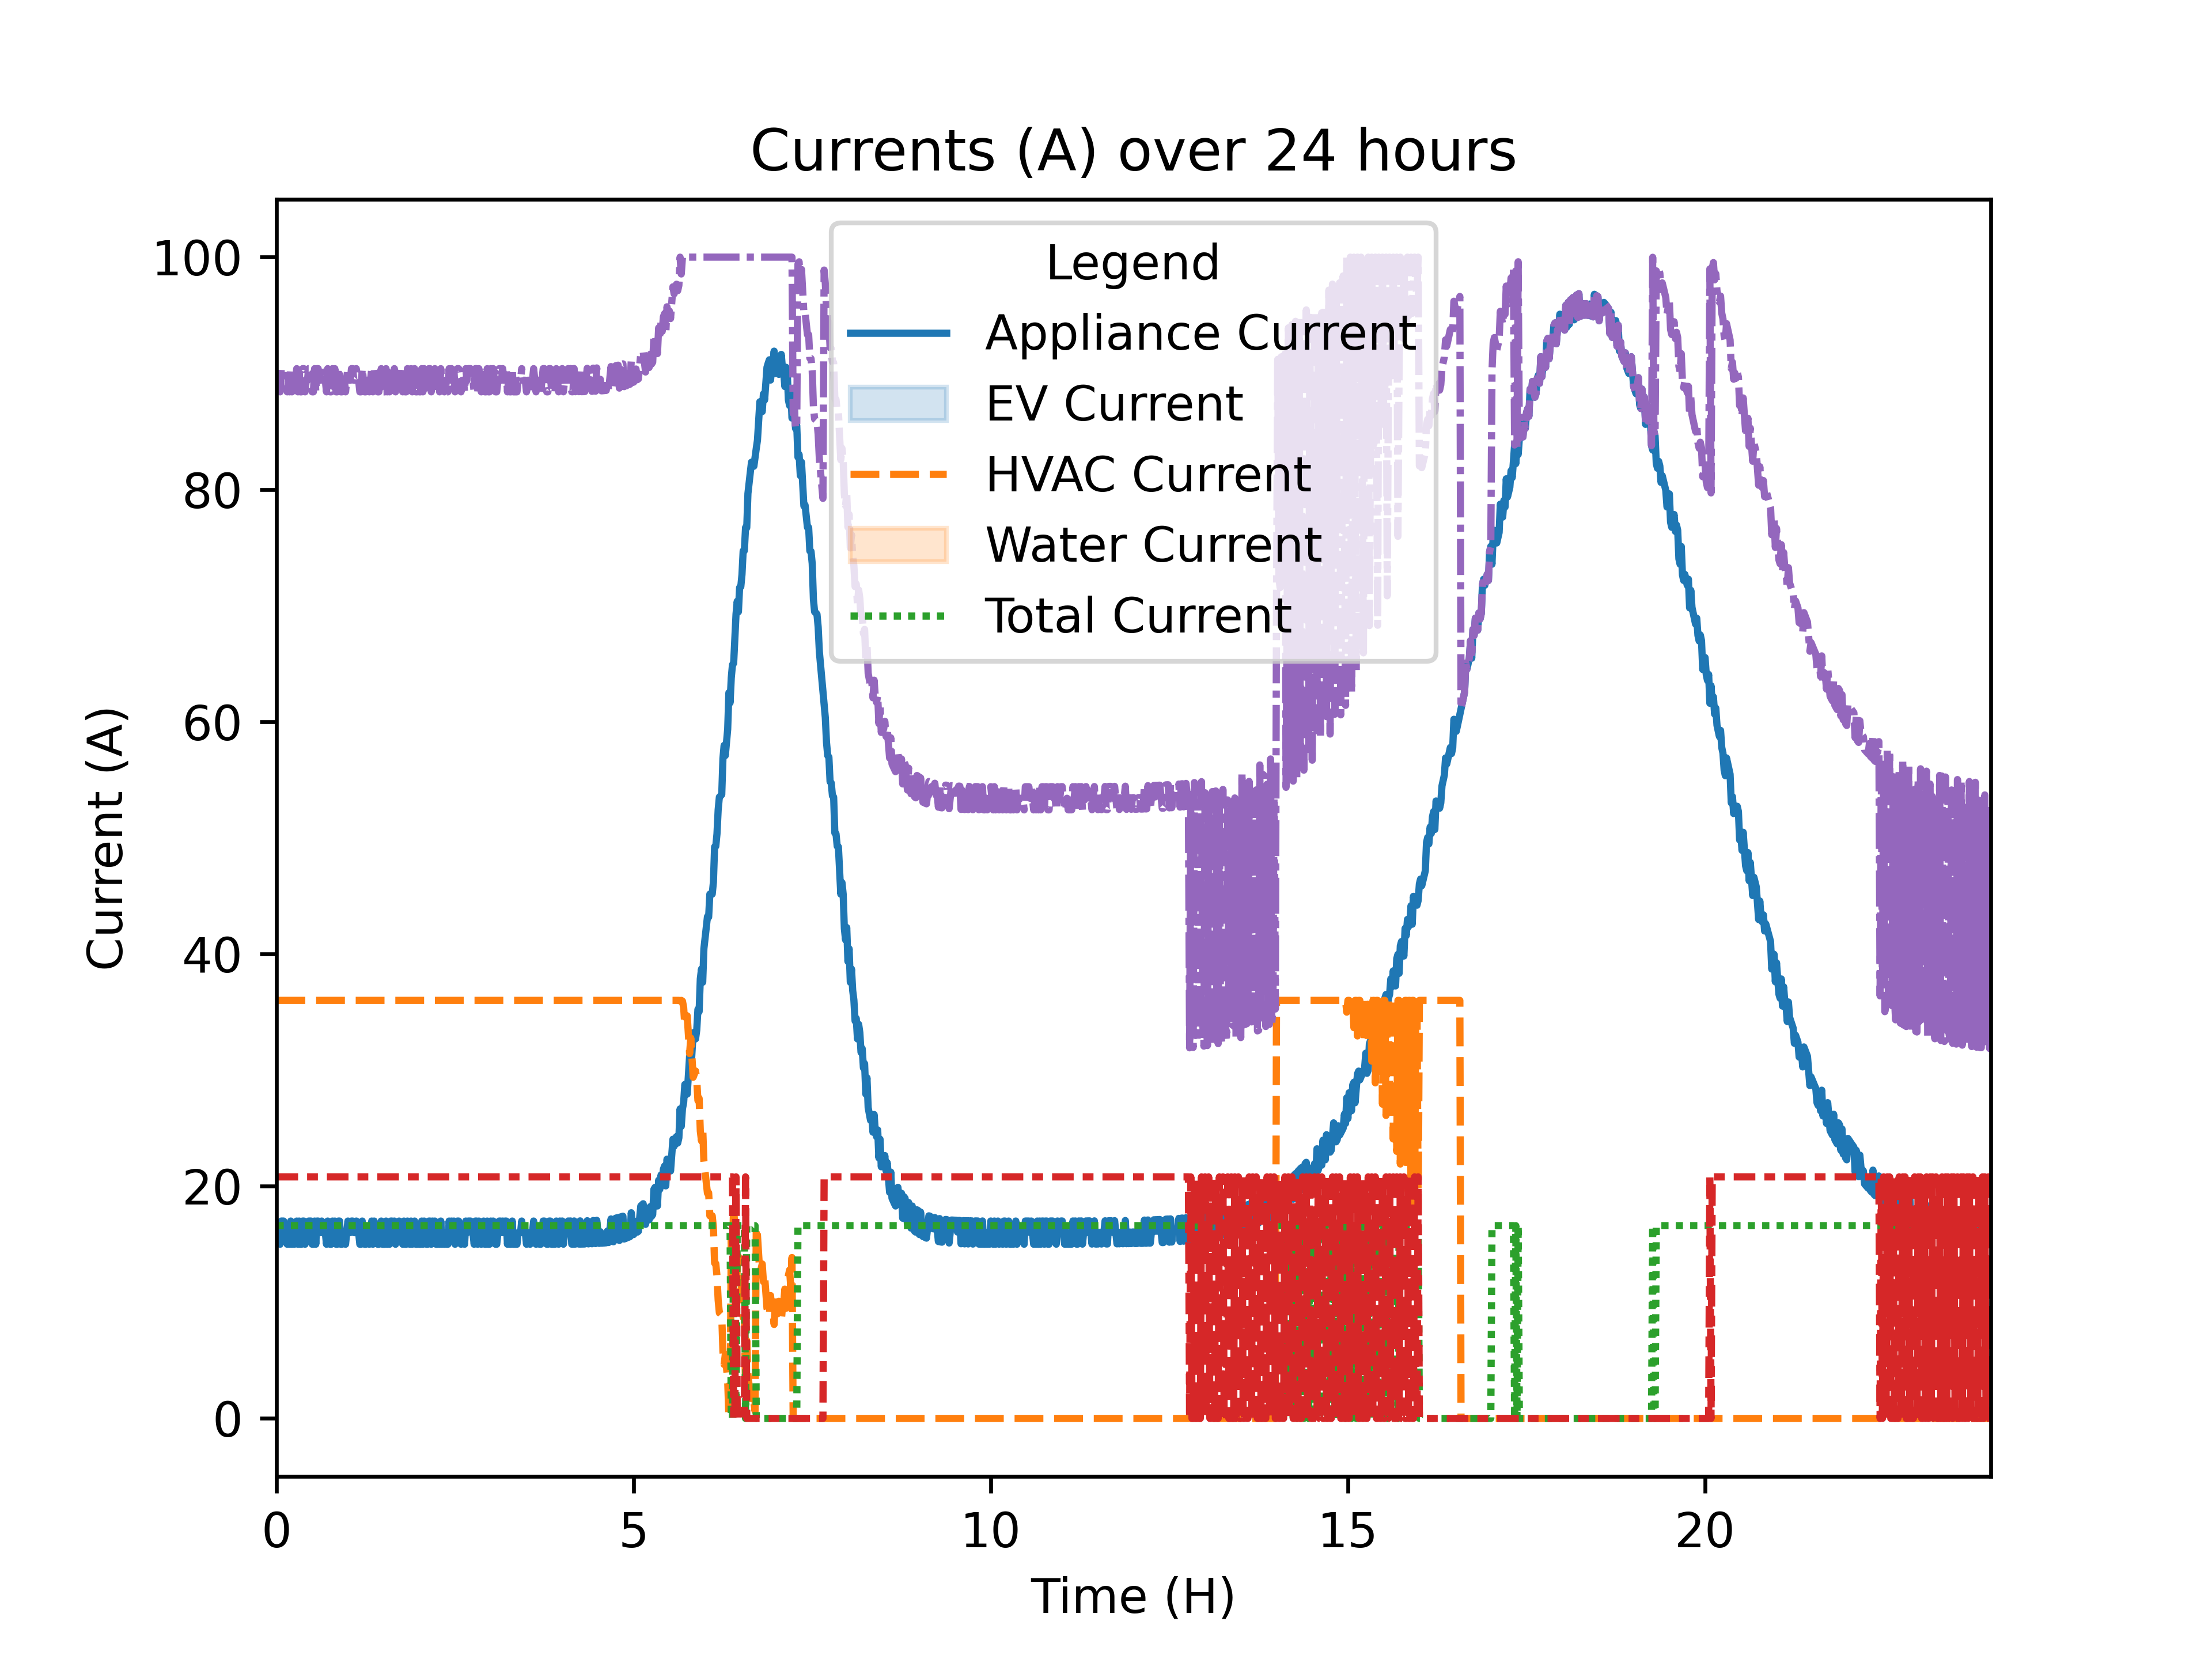 Currents (A) over 24 hours
Legend
Appliance Current
EV Current
HVAC Current
Water Current
Total Current
Current (A)
100
80
60
40
20
0
0 5 10 15 20
Time (H)